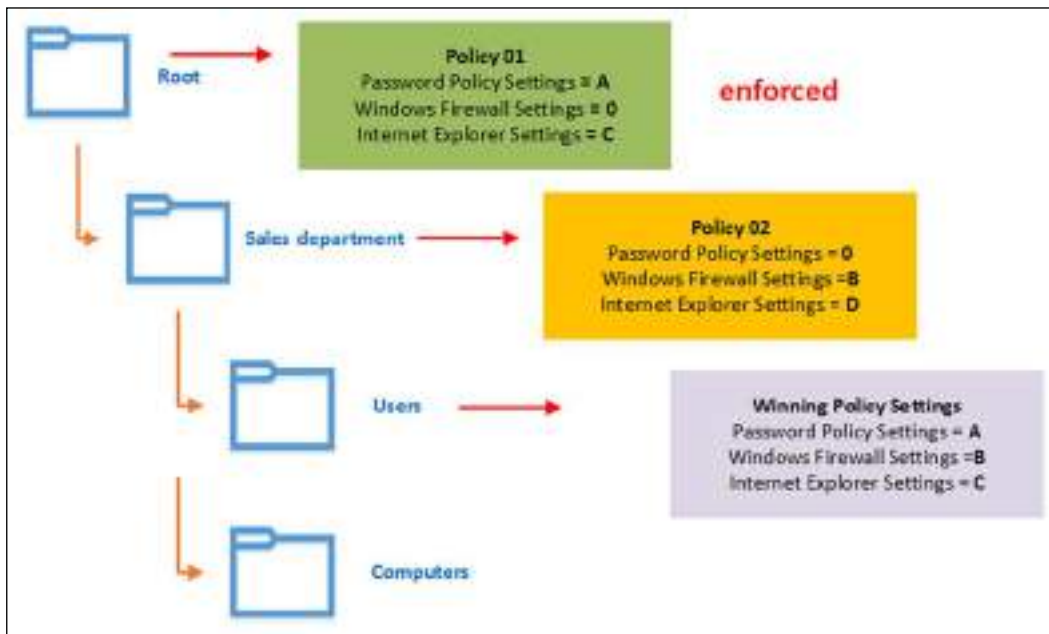 Root
Policy 01
Password Policy Settings = A
Windows Firewall Settings = 0
Internet Explorer Settings = C
enforced
Sales department
Policy 02
Password Policy Settings = 0
Windows Firewall Settings =B
Internet Explorer Settings = D
Users
Winning Policy Settings
Password Policy Settings = A
Windows Firewall Settings =B
Internet Explorer Settings = C
Computers